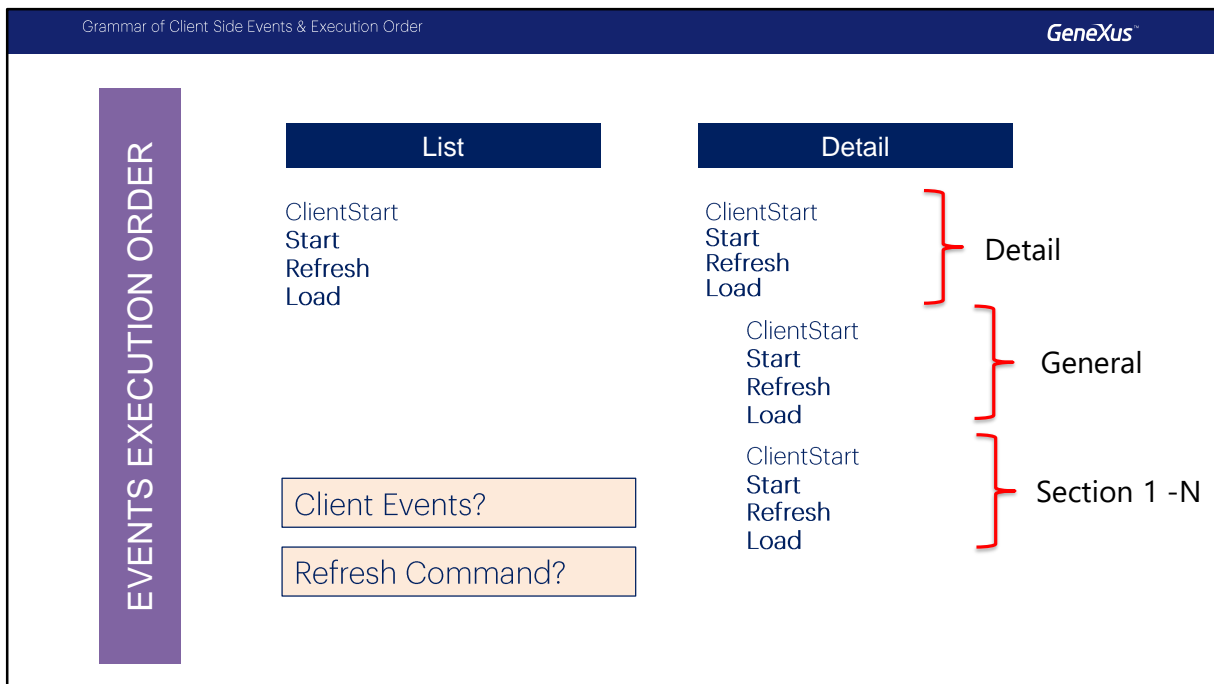 Grammar of Client Side Events & Execution Order
GeneXus™
EVENTS EXECUTION ORDER
List
ClientStart
Start
Refresh
Load
Client Events?
Refresh Command?
Detail
ClientStart
Start
Refresh
Load
Detail
ClientStart
Start
Refresh
Load
General
ClientStart
Start
Refresh
Load
Section 1 -N